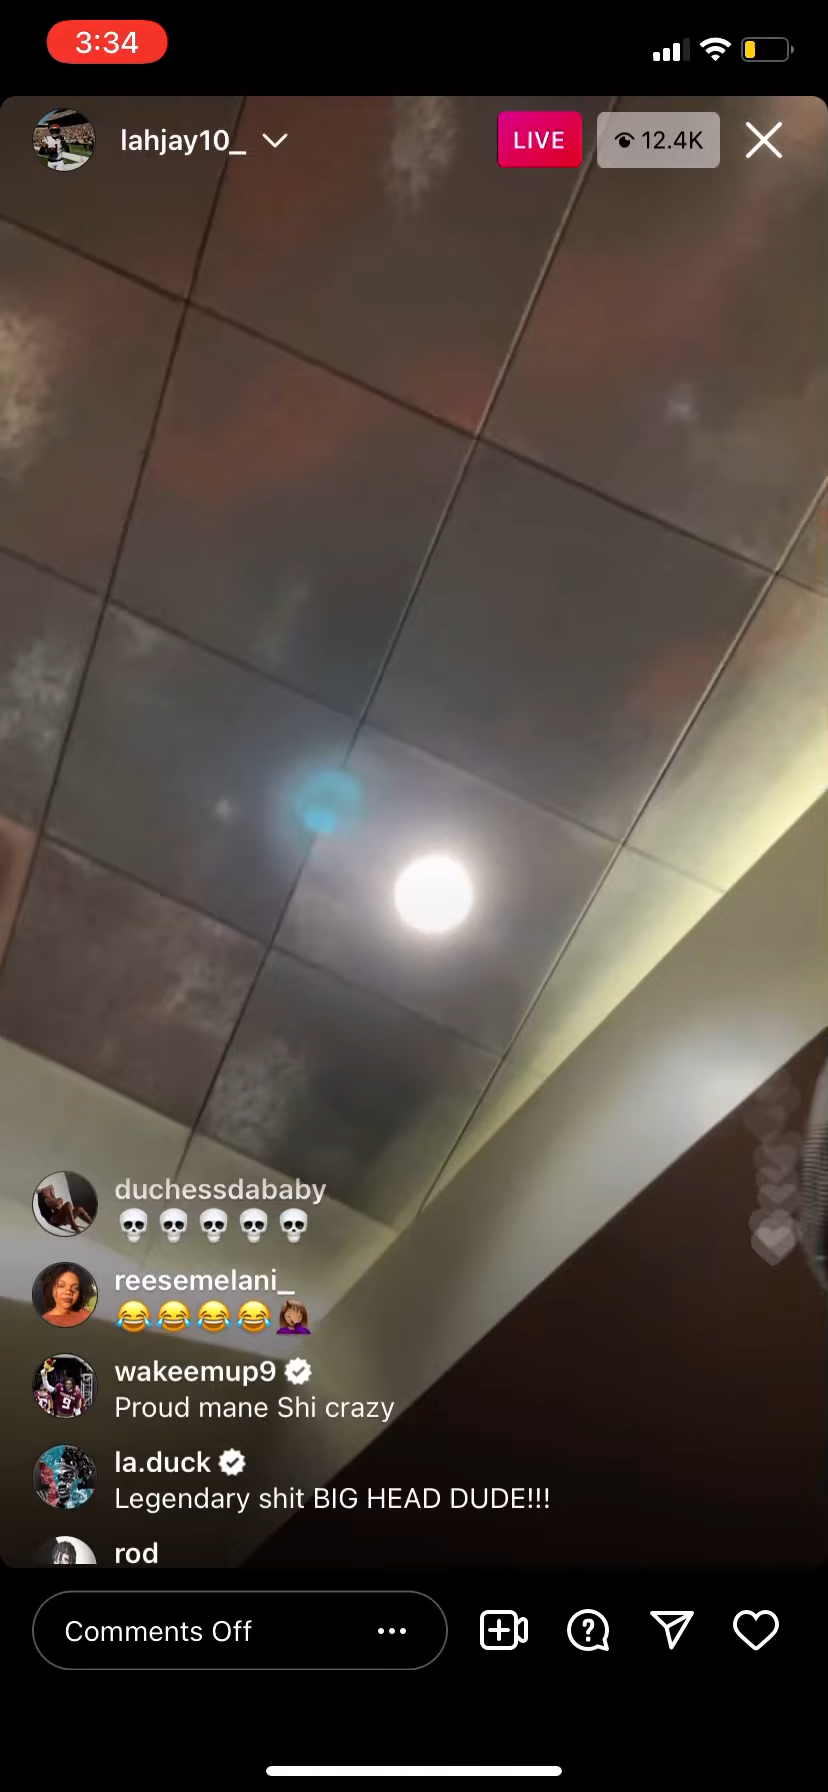 3:34
lahjay10_
LIVE
12.4K
duchessdababy
💀💀💀💀💀
reesemelani_
😂😂😂😂🤦🏾‍♀️
wakeemup9
Proud mane Shi crazy
la.duck
Legendary shit BIG HEAD DUDE!!!
rod
Comments Off